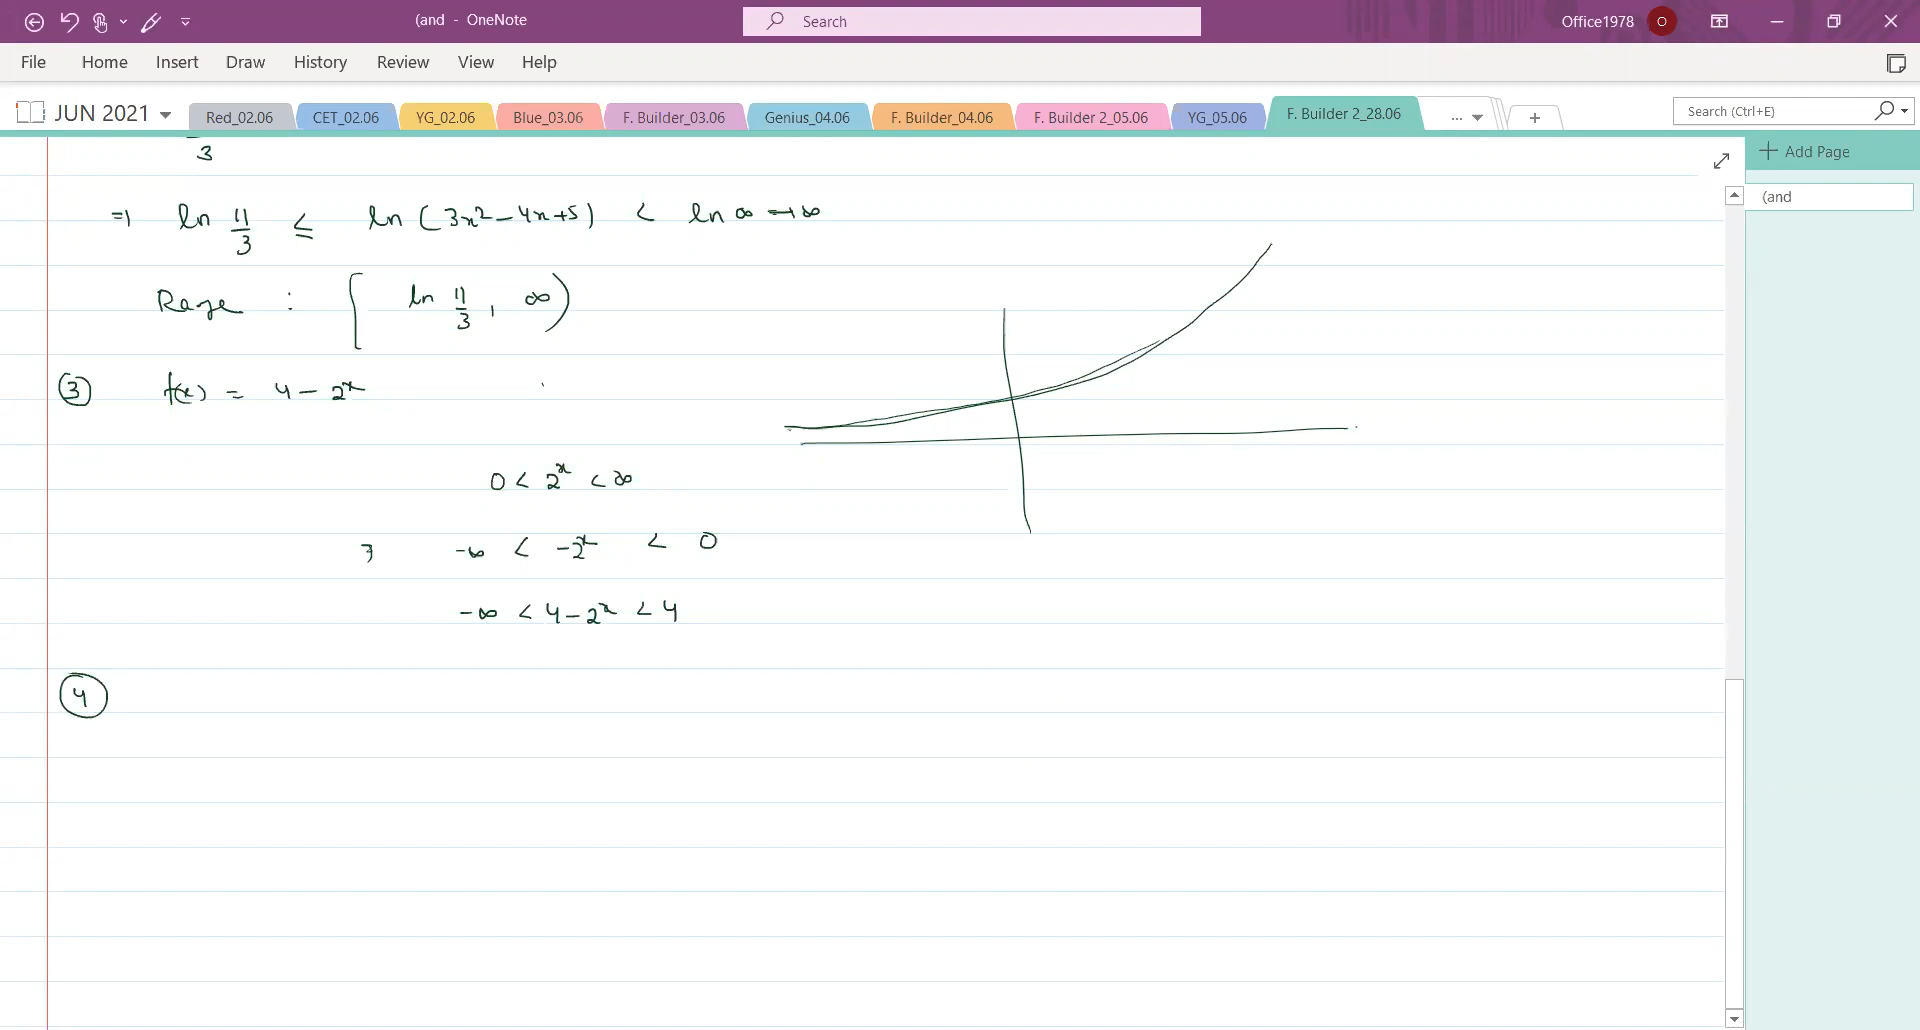 (and - OneNote
Search
Office1978
O
File Home Insert Draw History Review View Help
JUN 2021
Red_02.06 CET_02.06 YG_02.06 Blue_03.06 F. Builder_03.06 Genius_04.06 F. Builder_04.06 F. Builder 2_05.06 YG_05.06 F. Builder 2_28.06 ... +
Search (Ctrl+E)
+ Add Page
(and
3
⇒ ln 11/3 ≤ ln (3x² - 4x + 5) < ln ∞ → ∞
Range : [ ln 11/3 , ∞ )
③ f(x) = 4 - 2^x
0 < 2^x < ∞
⇒ -∞ < -2^x < 0
-∞ < 4 - 2^x < 4
④